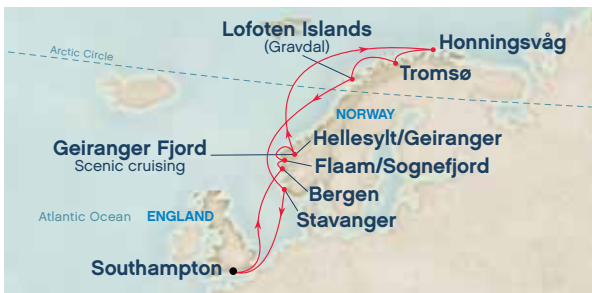 Lofoten Islands
(Gravdal)
Honningsvåg
Arctic Circle
Tromsø
NORWAY
Hellesylt/Geiranger
Geiranger Fjord
Scenic cruising
Flaam/Sognefjord
Bergen
Atlantic Ocean
ENGLAND
Stavanger
Southampton